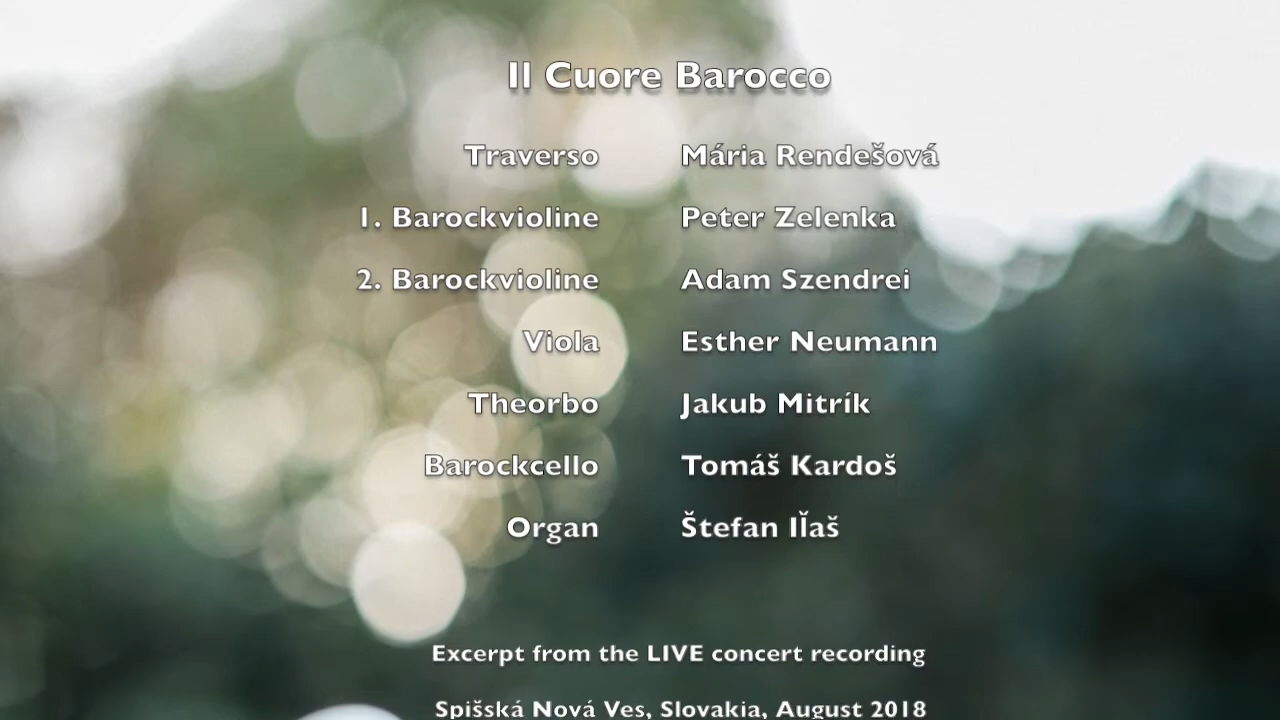 Il Cuore Barocco
Traverso Mária Rendešová
1. Barockvioline Peter Zelenka
2. Barockvioline Adam Szendrei
Viola Esther Neumann
Theorbo Jakub Mitrík
Barockcello Tomáš Kardoš
Organ Štefan Iľaš
Excerpt from the LIVE concert recording
Spišská Nová Ves, Slovakia, August 2018